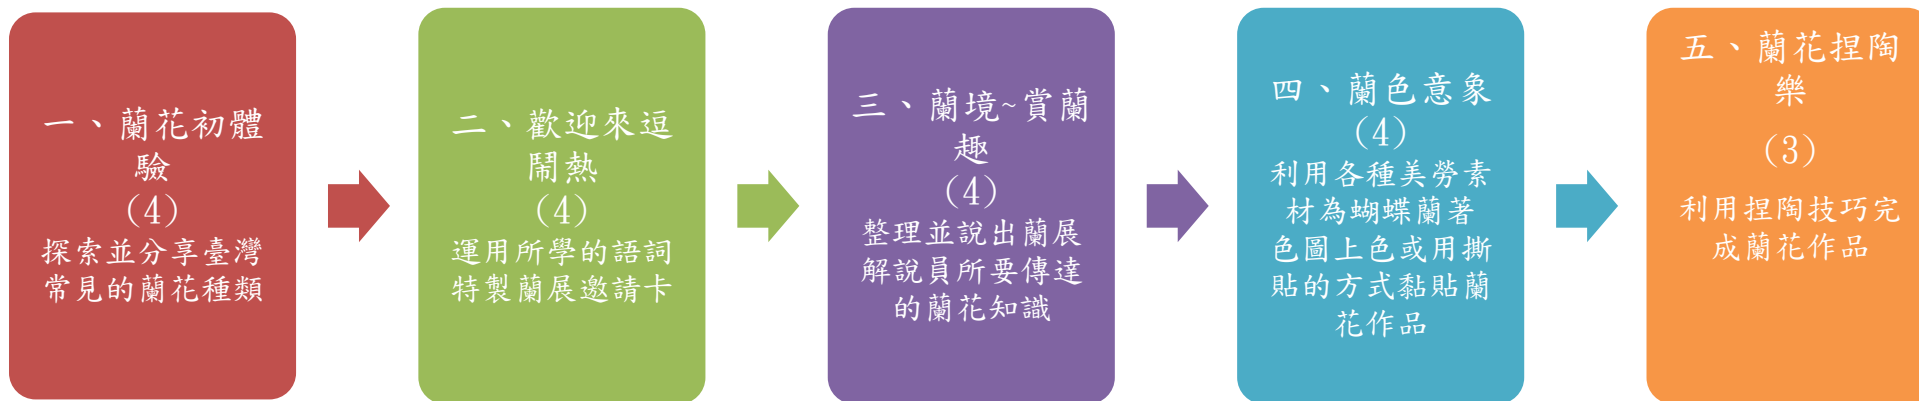 一、蘭花初體
驗
(4)
探索並分享臺灣
常見的蘭花種類
二、歡迎來逗
鬧熱
(4)
運用所學的語詞
特製蘭展邀請卡
三、蘭境~賞蘭
趣
(4)
整理並說出蘭展
解說員所要傳達
的蘭花知識
四、蘭色意象
(4)
利用各種美勞素
材為蝴蝶蘭著
色圖上色或用撕
貼的方式黏貼蘭
花作品
五、蘭花捏陶
樂
(3)
利用捏陶技巧完
成蘭花作品